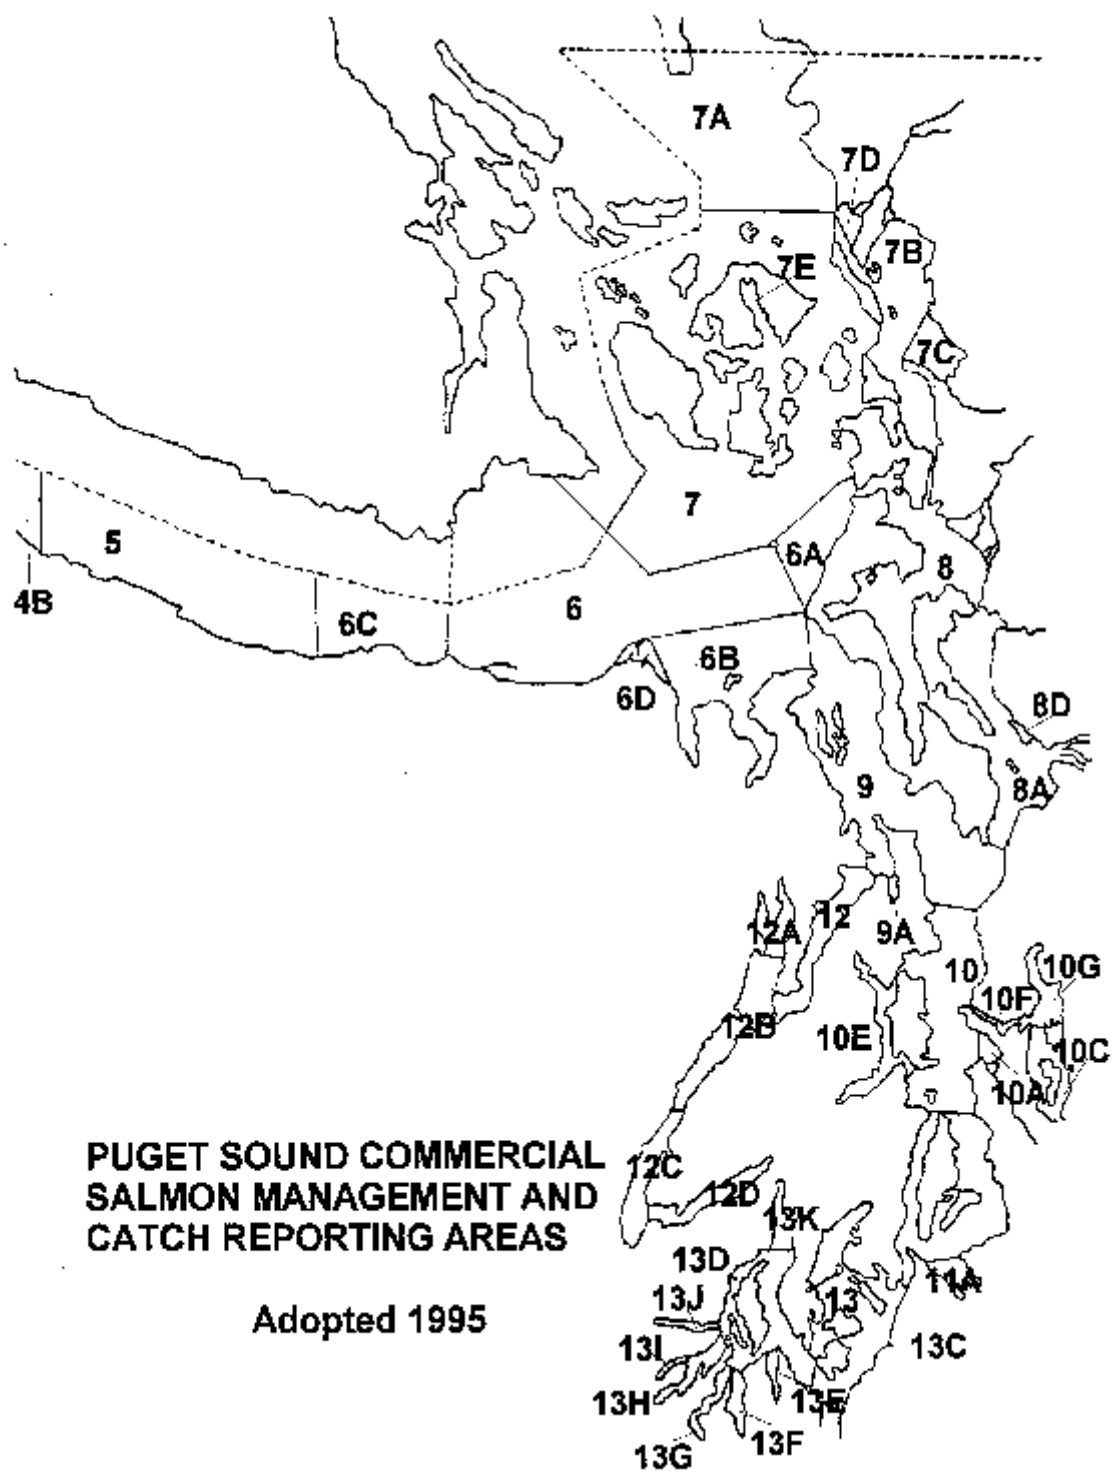 7A
7D
7B
7E
7C
7
5
6A
8
4B
6C
6
6B
6D
8D
9
8A
12
12A
9A
10
10G
10F
12B
10E
10C
10A
PUGET SOUND COMMERCIAL
SALMON MANAGEMENT AND
CATCH REPORTING AREAS
12C
12D
13K
13D
11A
13J
13
Adopted 1995
13I
13C
13H
13E
13F
13G